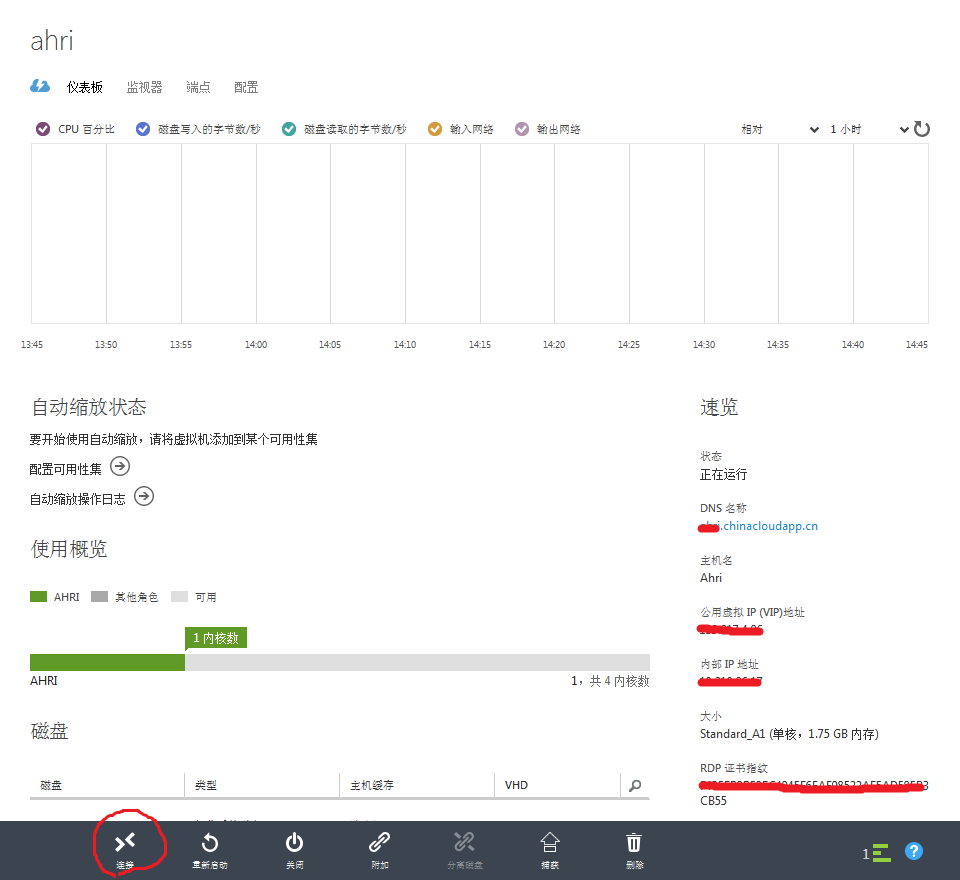 ahri
仪表板 监视器 端点 配置
CPU 百分比 磁盘写入的字节数/秒 磁盘读取的字节数/秒 输入网络 输出网络 相对 1 小时
13:45 13:50 13:55 14:00 14:05 14:10 14:15 14:20 14:25 14:30 14:35 14:40 14:45
自动缩放状态
要开始使用自动缩放，请将虚拟机添加到某个可用性集
配置可用性集
自动缩放操作日志
使用概览
AHRI 其他角色 可用
1 内核数
AHRI 1，共 4 内核数
磁盘
磁盘 类型 主机缓存 VHD
速览
状态
正在运行
DNS 名称
.chinacloudapp.cn
主机名
Ahri
公用虚拟 IP (VIP)地址
内部 IP 地址
大小
Standard_A1 (单核，1.75 GB 内存)
RDP 证书指纹
CB55
连接 重新启动 关闭 附加 分离磁盘 捕获 删除 1 ?